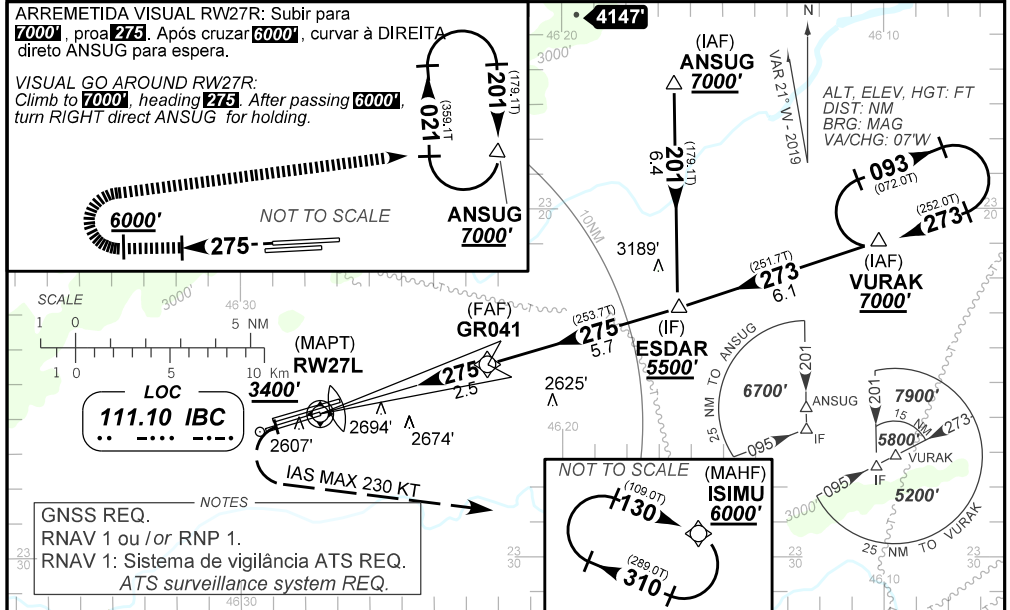 ARREMETIDA VISUAL RW27R: Subir para
7000', proa 275. Após cruzar 6000', curvar à DIREITA
direto ANSUG para espera.
VISUAL GO AROUND RW27R:
Climb to 7000', heading 275. After passing 6000',
turn RIGHT direct ANSUG for holding.
201
(179.1T)
021
(359.1T)
6000'
NOT TO SCALE
275
ANSUG
7000'
4147'
46 20
3000'
46 10
N
VAR 21° W - 2019
(IAF)
ANSUG
7000'
ALT, ELEV, HGT: FT
DIST: NM
BRG: MAG
VA/CHG: 07'W
201
(179.1T)
6.4
093
(072.0T)
(252.0T)
273
23
20
23
20
10NM
3189'
(251.7T)
273
6.1
(IAF)
VURAK
7000'
SCALE
1 0 5 NM
1 0 5 10 Km
3000'
46 30
(FAF)
GR041
(253.7T)
275
5.7
(IF)
ESDAR
5500'
(MAPT)
RW27L
3400'
275
2.5
LOC
111.10 IBC
2607'
2694'
2674'
2625'
46 20
IAS MAX 230 KT
25 NM TO ANSUG
201
6700'
ANSUG
IF
095
201
7900'
15 NM
273
5800'
VURAK
IF
095
5200'
3000'
25 NM TO VURAK
NOTES
GNSS REQ.
RNAV 1 ou / or RNP 1.
RNAV 1: Sistema de vigilância ATS REQ.
ATS surveillance system REQ.
NOT TO SCALE
(MAHF)
ISIMU
6000'
(109.0T)
130
(289.0T)
310
23
30
23
30
46 30
46 10